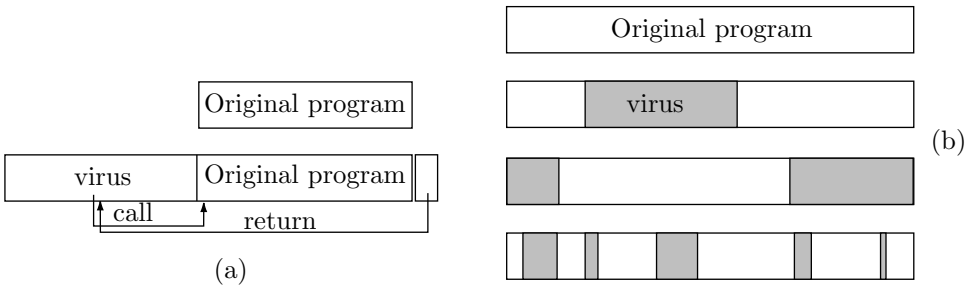 Original program
virus
Original program
call
return
(a)
Original program
virus
(b)